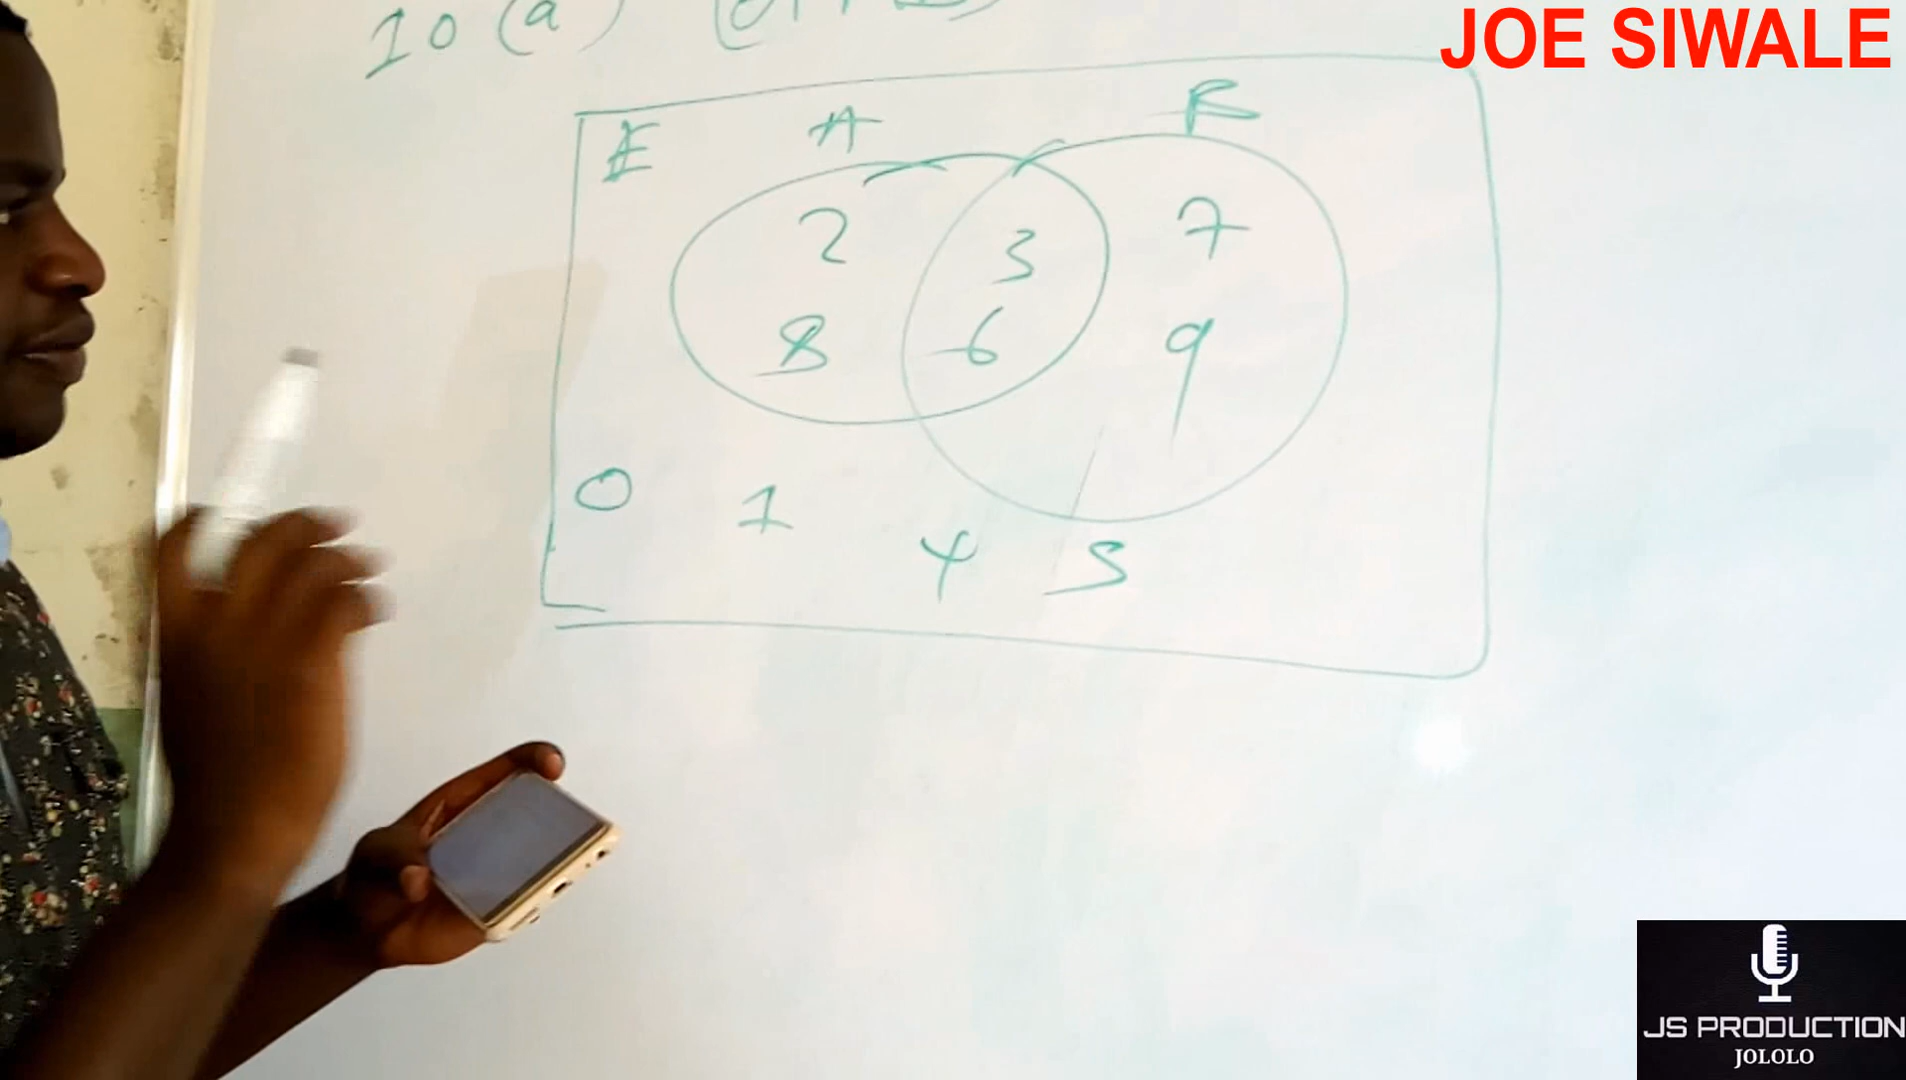 JOE SIWALE
10 (a)
E A B
2 3 7
8 6 9
0 1 4 5
JS PRODUCTION
JOLOLO